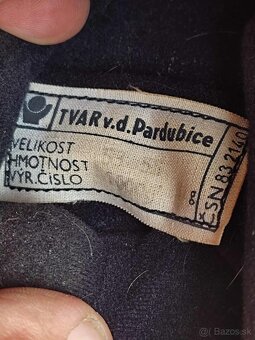 TVAR v.d. Pardubice
VELIKOST
HMOTNOST
VÝR. ČÍSLO
ČSN 83 2140
bazos.sk